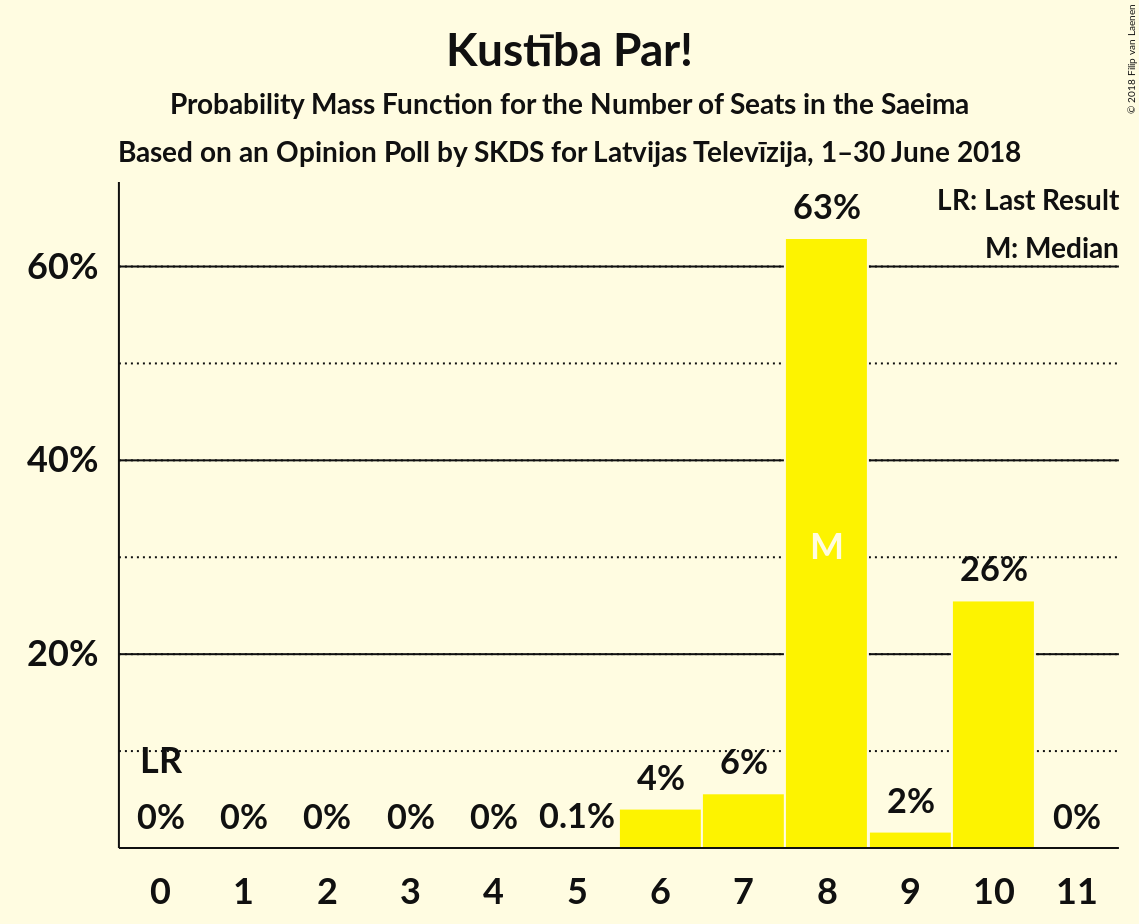 Kustība Par!
Probability Mass Function for the Number of Seats in the Saeima
Based on an Opinion Poll by SKDS for Latvijas Televīzija, 1–30 June 2018
© 2018 Filip van Laenen
LR: Last Result
M: Median
63%
60%
40%
M
26%
20%
LR
0%
0%
0%
0%
0%
0.1%
4%
6%
2%
0%
0 1 2 3 4 5 6 7 8 9 10 11